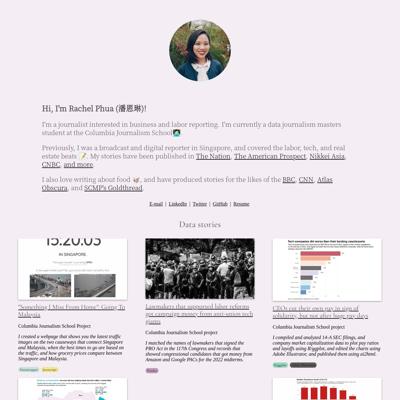 Hi, I'm Rachel Phua (潘恩琳)!
I'm a journalist interested in business and labor reporting. I'm currently a data journalism masters
student at the Columbia Journalism School
Previously, I was a broadcast and digital reporter in Singapore, and covered the labor, tech, and real
estate beats 📝. My stories have been published in The Nation, The American Prospect, Nikkei Asia,
CNBC, and more.
I also love writing about food 🍜, and have produced stories for the likes of the BBC, CNN, Atlas
Obscura, and SCMP's Goldthread.
E-mail | LinkedIn | Twitter | GitHub | Resume
Data stories
15:20:03
IN SINGAPORE.
"Something I Miss From Home": Going To
Malaysia
Columbia Journalism School Project
I created a webpage that shows you the latest traffic
images on the two causeways that connect Singapore
and Malaysia, when the best times to go are based on
the traffic, and how grocery prices compare between
Singapore and Malaysia.
Lawmakers that supported labor reforms
got campaign money from anti-union tech
giants
Columbia Journalism School project
I matched the names of lawmakers that signed the
PRO Act in the 117th Congress and records that
showed congressional candidates that got money from
Amazon and Google PACs for the 2022 midterms.
Tech companies did worse than their banking counterparts
CEOs cut their own pay in sign of
solidarity, but not after huge pay days
Columbia Journalism School project
I compiled and analyzed 14-A SEC filings, and
company market capitalization data to plot pay ratios
and layoffs using R/ggplot, and edited the charts using
Adobe Illustrator, and published them using ai2html.